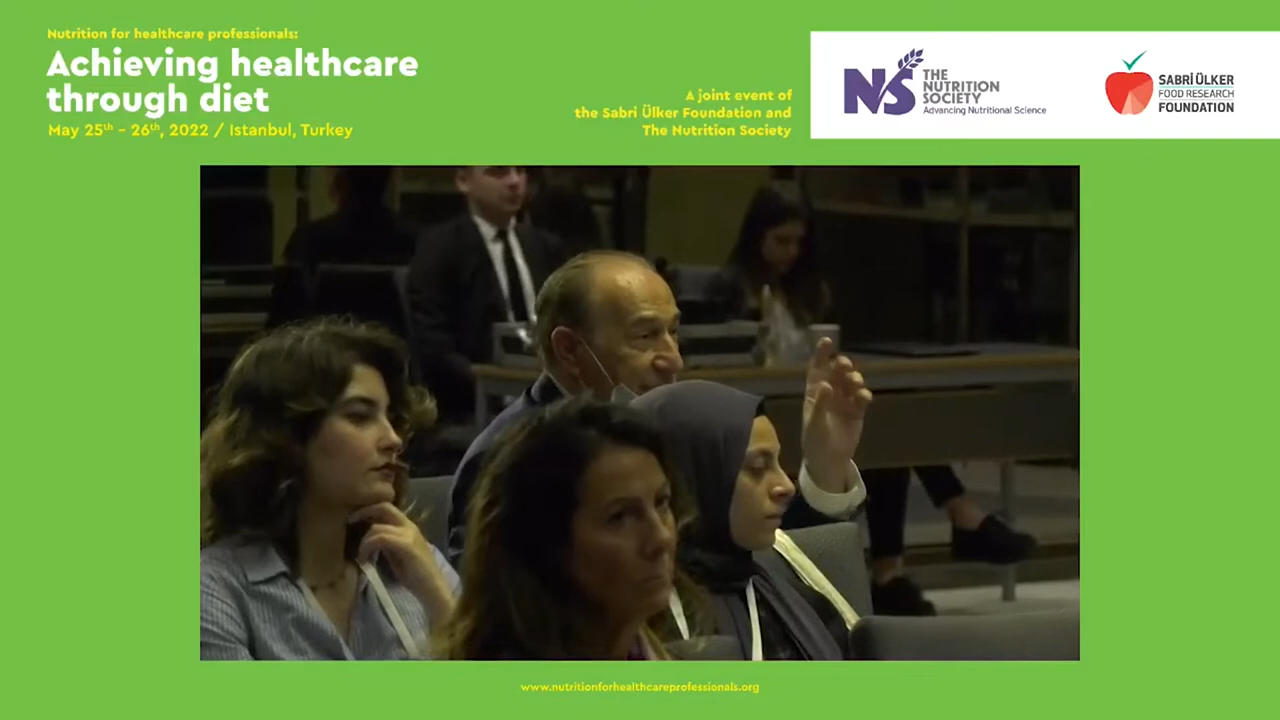 Nutrition for healthcare professionals:
Achieving healthcare
through diet
May 25th - 26th, 2022 / Istanbul, Turkey
A joint event of
the Sabri Ülker Foundation and
The Nutrition Society
NS
THE
NUTRITION
SOCIETY
Advancing Nutritional Science
SABRİ ÜLKER
FOOD RESEARCH
FOUNDATION
www.nutritionforhealthcareprofessionals.org